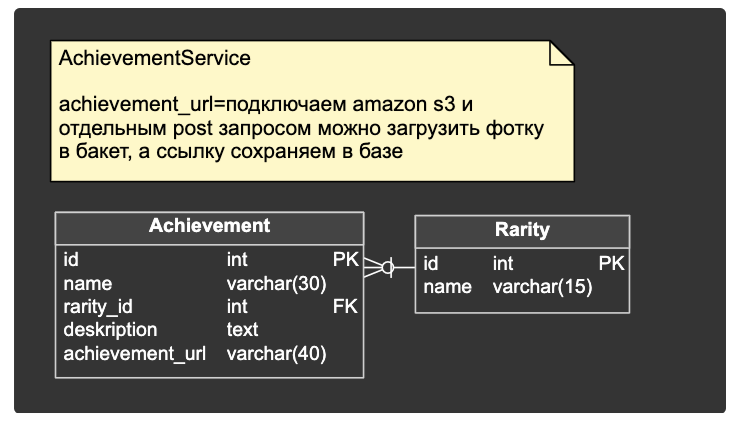 AchievementService
achievement_url=подключаем amazon s3 и
отдельным post запросом можно загрузить фотку
в бакет, а ссылку сохраняем в базе
Achievement
id int PK
name varchar(30)
rarity_id int FK
deskription text
achievement_url varchar(40)
Rarity
id int PK
name varchar(15)